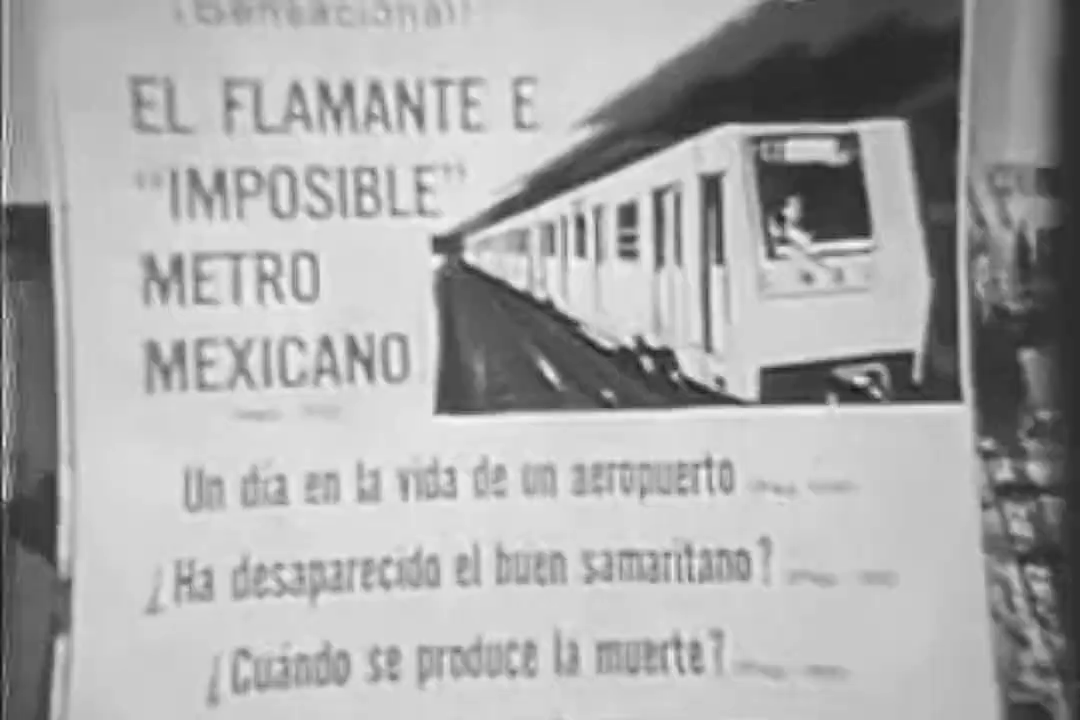 ¡Sensacional!
EL FLAMANTE E
"IMPOSIBLE"
METRO
MEXICANO
Un día en la vida de un aeropuerto
¿Ha desaparecido el buen samaritano?
¿Cuándo se produce la muerte?